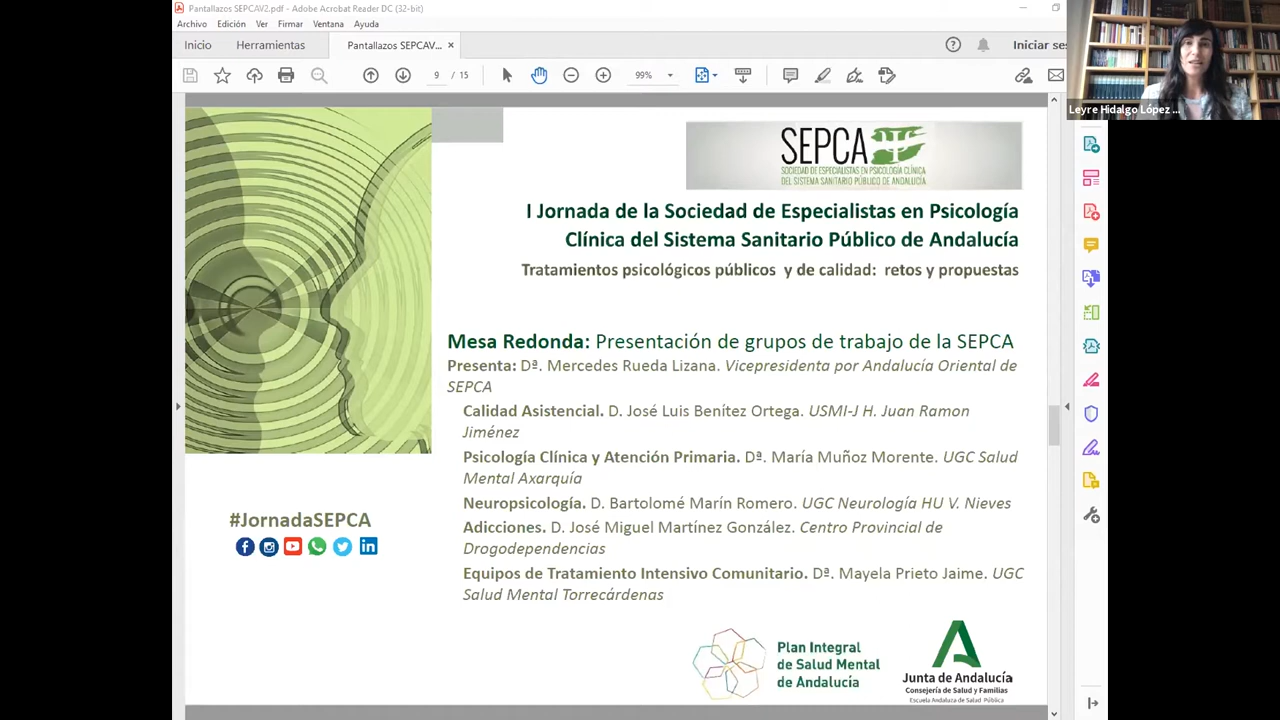 Pantallazos SEPCAV2.pdf - Adobe Acrobat Reader DC (32-bit)
Archivo Edición Ver Firmar Ventana Ayuda
Inicio Herramientas Pantallazos SEPCAV... × Iniciar se
9 / 15 99%
Leyre Hidalgo López ...
SEPCA
SOCIEDAD DE ESPECIALISTAS EN PSICOLOGÍA CLÍNICA
DEL SISTEMA SANITARIO PÚBLICO DE ANDALUCÍA
I Jornada de la Sociedad de Especialistas en Psicología
Clínica del Sistema Sanitario Público de Andalucía
Tratamientos psicológicos públicos y de calidad: retos y propuestas
Mesa Redonda: Presentación de grupos de trabajo de la SEPCA
Presenta: Dª. Mercedes Rueda Lizana. Vicepresidenta por Andalucía Oriental de
SEPCA
Calidad Asistencial. D. José Luis Benítez Ortega. USMI-J H. Juan Ramon
Jiménez
Psicología Clínica y Atención Primaria. Dª. María Muñoz Morente. UGC Salud
Mental Axarquía
Neuropsicología. D. Bartolomé Marín Romero. UGC Neurología HU V. Nieves
Adicciones. D. José Miguel Martínez González. Centro Provincial de
Drogodependencias
Equipos de Tratamiento Intensivo Comunitario. Dª. Mayela Prieto Jaime. UGC
Salud Mental Torrecárdenas
#JornadaSEPCA
Plan Integral
de Salud Mental
de Andalucía
Junta de Andalucía
Consejería de Salud y Familias
Escuela Andaluza de Salud Pública